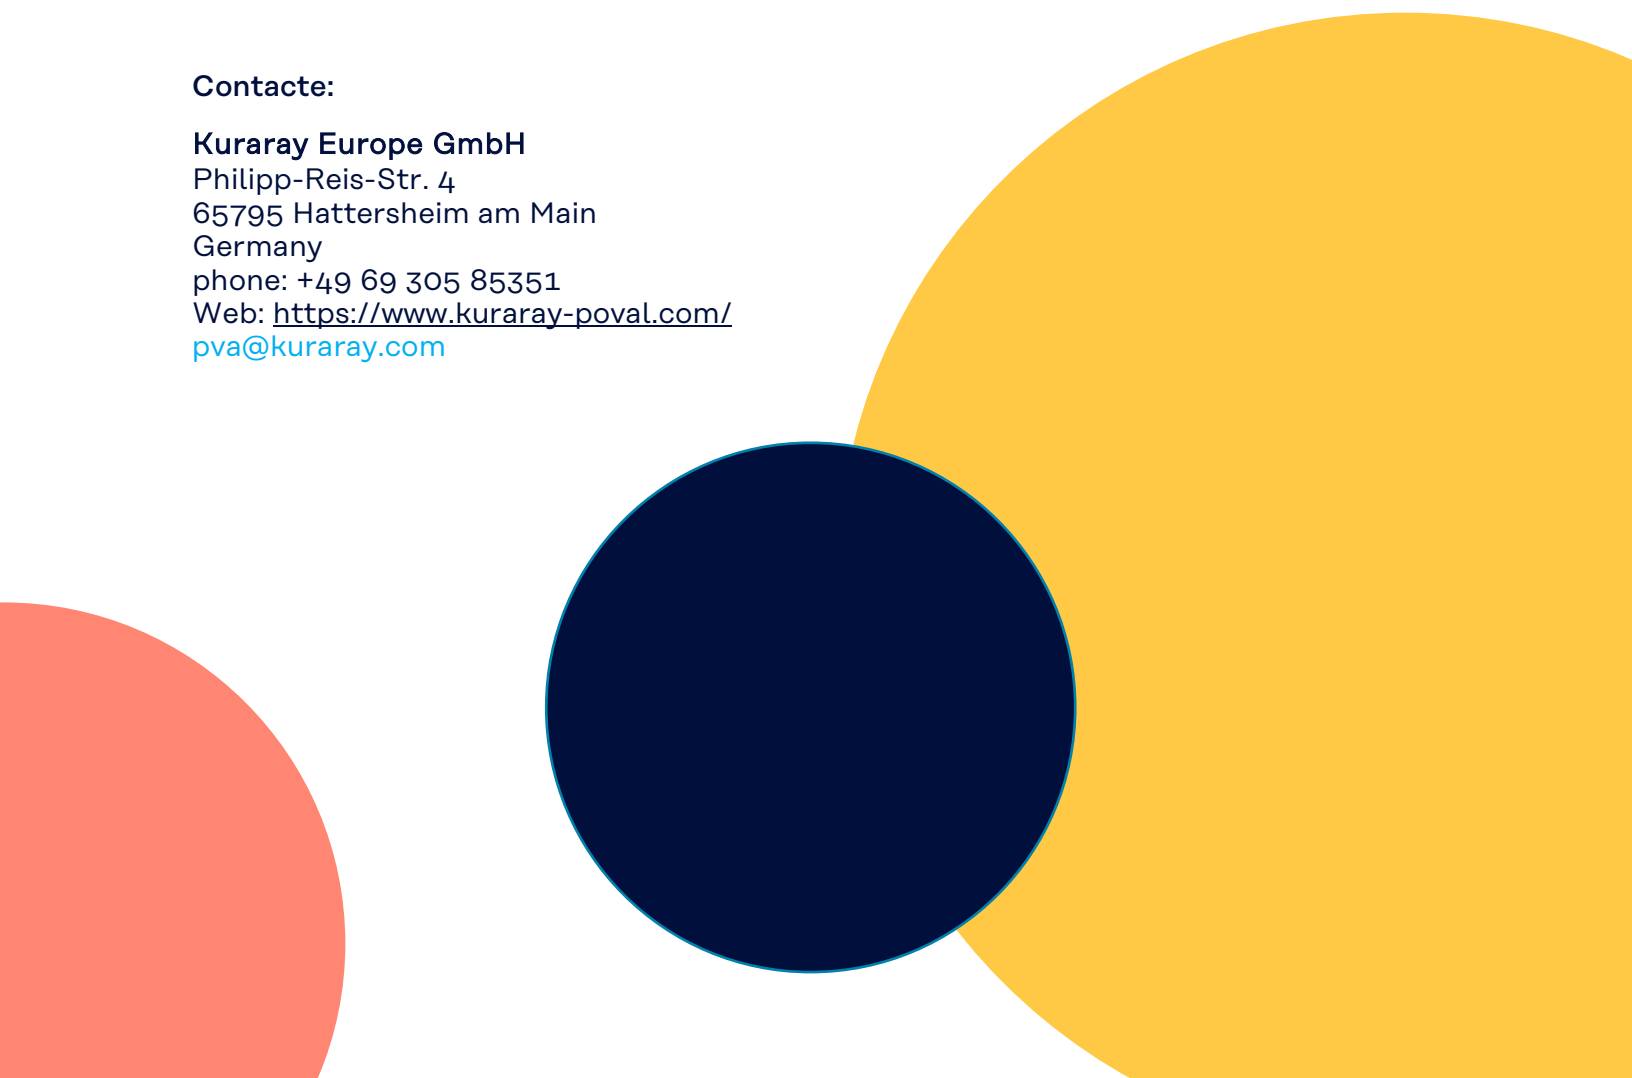 Contacte:
Kuraray Europe GmbH
Philipp-Reis-Str. 4
65795 Hattersheim am Main
Germany
phone: +49 69 305 85351
Web: https://www.kuraray-poval.com/
pva@kuraray.com